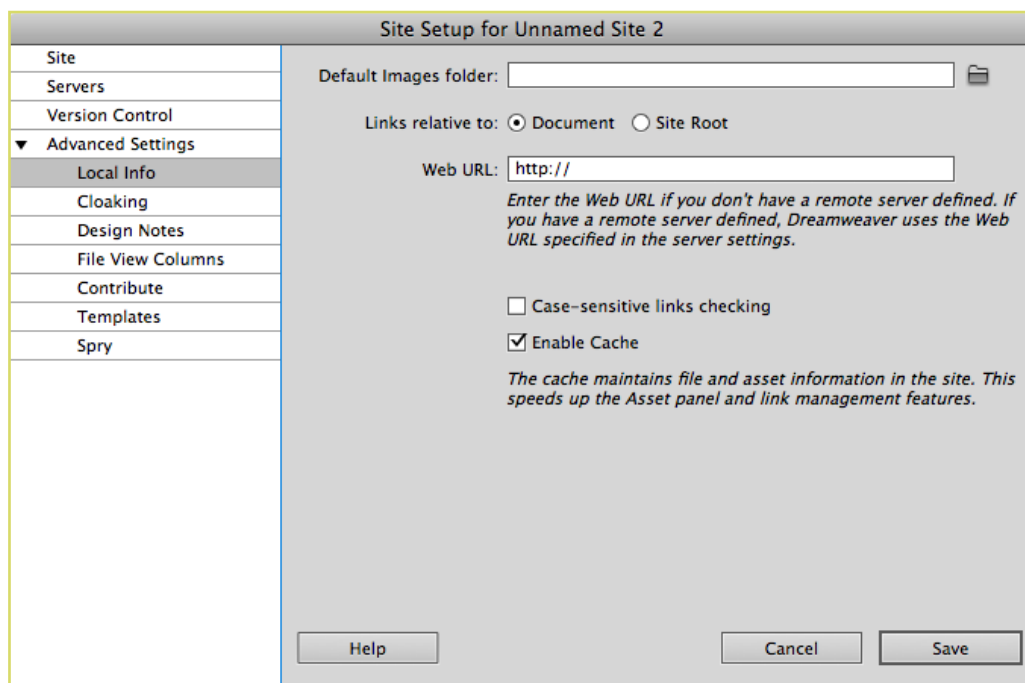 Site Setup for Unnamed Site 2
Site
Servers
Version Control
Advanced Settings
Local Info
Cloaking
Design Notes
File View Columns
Contribute
Templates
Spry
Default Images folder:
Links relative to: Document Site Root
Web URL: http://
Enter the Web URL if you don't have a remote server defined. If
you have a remote server defined, Dreamweaver uses the Web
URL specified in the server settings.
Case-sensitive links checking
Enable Cache
The cache maintains file and asset information in the site. This
speeds up the Asset panel and link management features.
Help Cancel Save